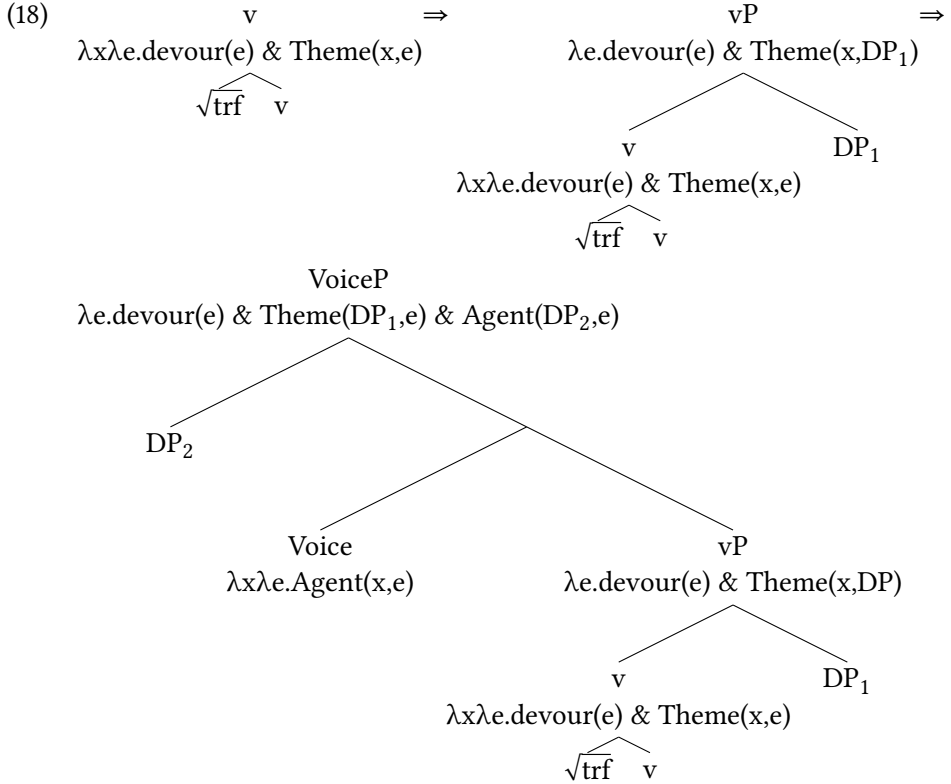 (18) v ⇒ vP ⇒
λxλe.devour(e) & Theme(x,e) λe.devour(e) & Theme(x,DP₁)
√trf v
v DP₁
λxλe.devour(e) & Theme(x,e)
√trf v
VoiceP
λe.devour(e) & Theme(DP₁,e) & Agent(DP₂,e)
DP₂
Voice vP
λxλe.Agent(x,e) λe.devour(e) & Theme(x,DP)
v DP₁
λxλe.devour(e) & Theme(x,e)
√trf v